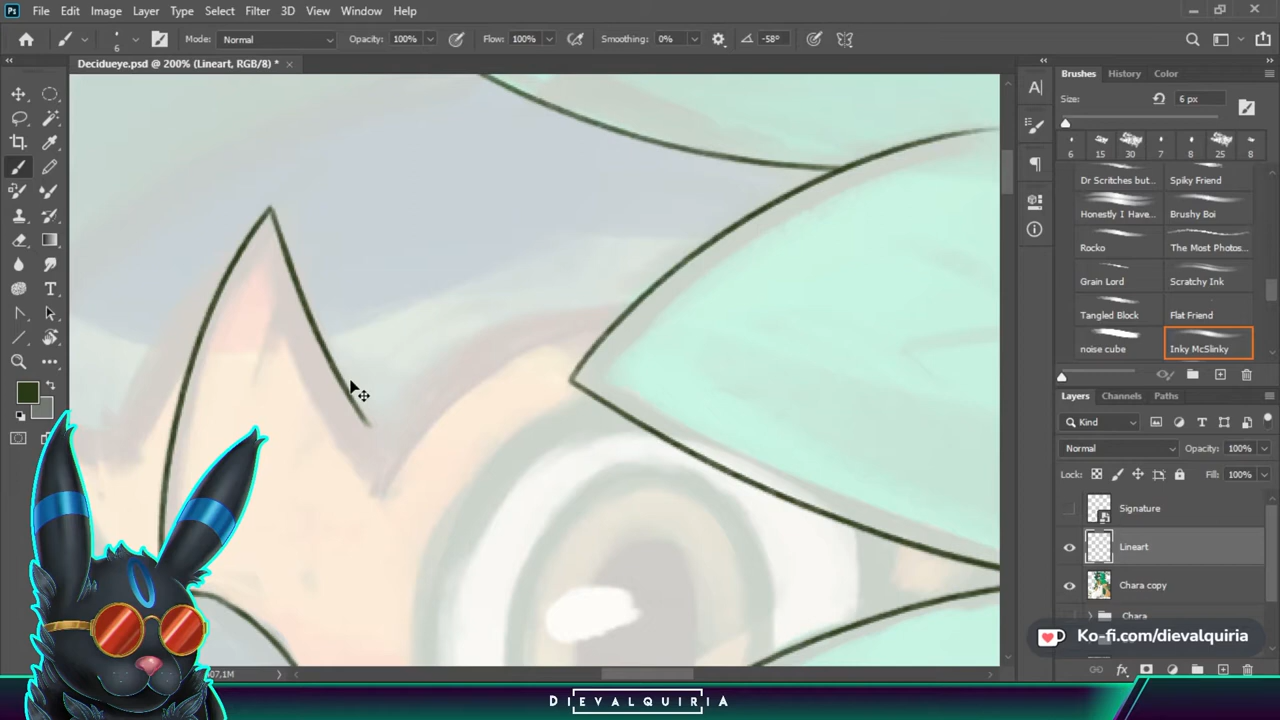 Ps File Edit Image Layer Type Select Filter 3D View Window Help
6 Mode: Normal Opacity: 100% Flow: 100% Smoothing: 0% -58°
Decidueye.psd @ 200% (Lineart, RGB/8) *
Brushes History Color
Size: 6 px
6 15 30 7 8 25 8
Dr Scritches but... Spiky Friend
Honestly I Have... Brushy Boi
Rocko The Most Photos...
Grain Lord Scratchy Ink
Tangled Block Flat Friend
noise cube Inky McSlinky
Layers Channels Paths
Kind
Normal Opacity: 100%
Lock: Fill: 100%
Signature
Lineart
Chara copy
Chara
Ko-fi.com/dievalquiria
07,1M
DIEVALQUIRIA